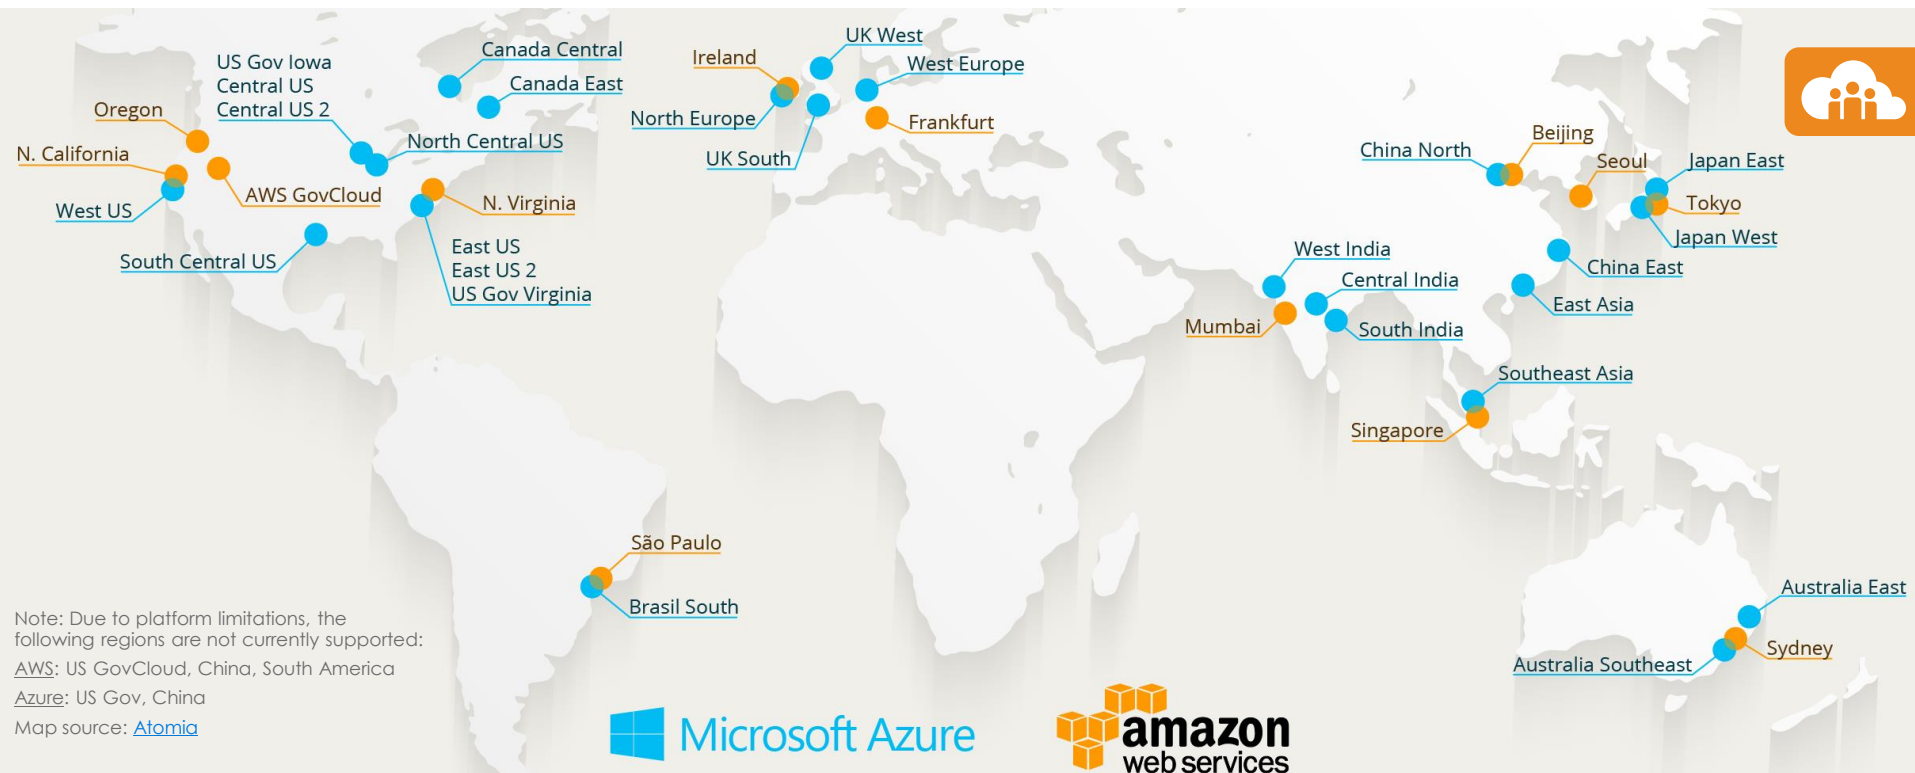 US Gov Iowa
Central US
Central US 2
Canada Central
Canada East
Oregon
North Central US
N. California
AWS GovCloud
N. Virginia
West US
South Central US
East US
East US 2
US Gov Virginia
UK West
Ireland
West Europe
North Europe
Frankfurt
UK South
Beijing
China North
Seoul
Japan East
Tokyo
Japan West
West India
China East
Central India
East Asia
Mumbai
South India
Southeast Asia
Singapore
São Paulo
Brasil South
Australia East
Sydney
Australia Southeast
Note: Due to platform limitations, the
following regions are not currently supported:
AWS: US GovCloud, China, South America
Azure: US Gov, China
Map source: Atomia
Microsoft Azure
amazon
web services